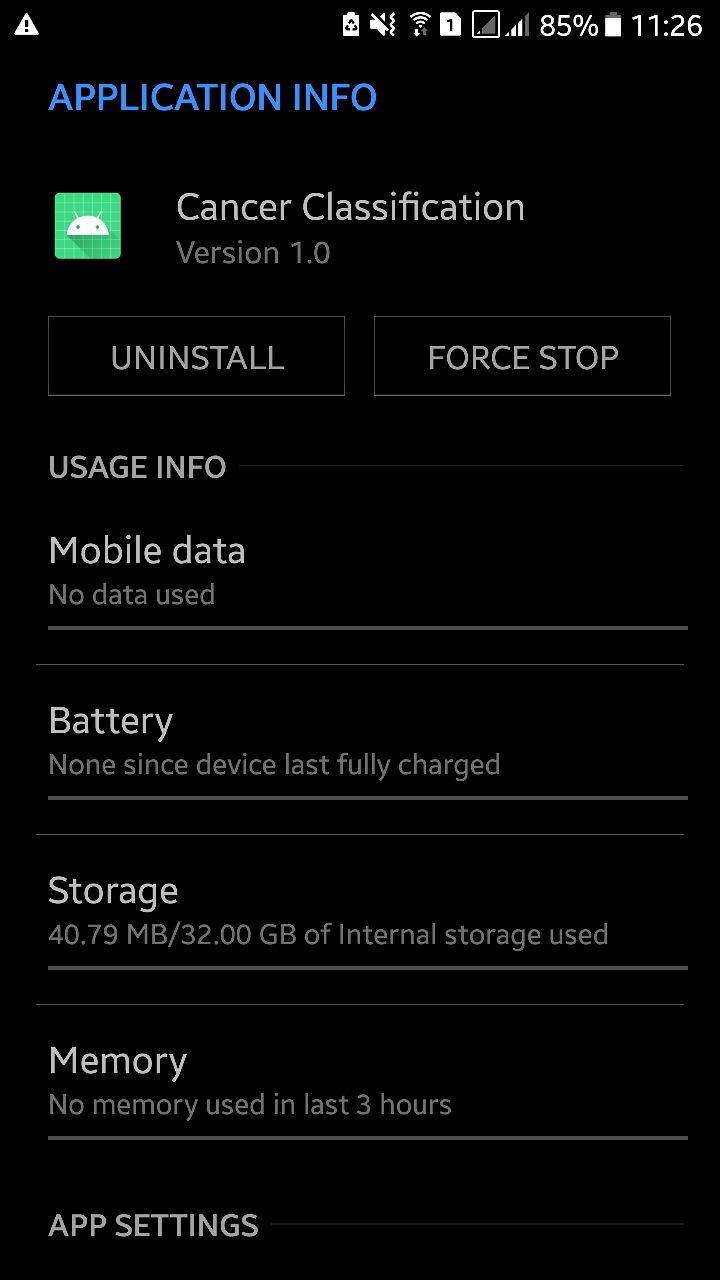 1 85% 11:26
APPLICATION INFO
Cancer Classification
Version 1.0
UNINSTALL
FORCE STOP
USAGE INFO
Mobile data
No data used
Battery
None since device last fully charged
Storage
40.79 MB/32.00 GB of Internal storage used
Memory
No memory used in last 3 hours
APP SETTINGS